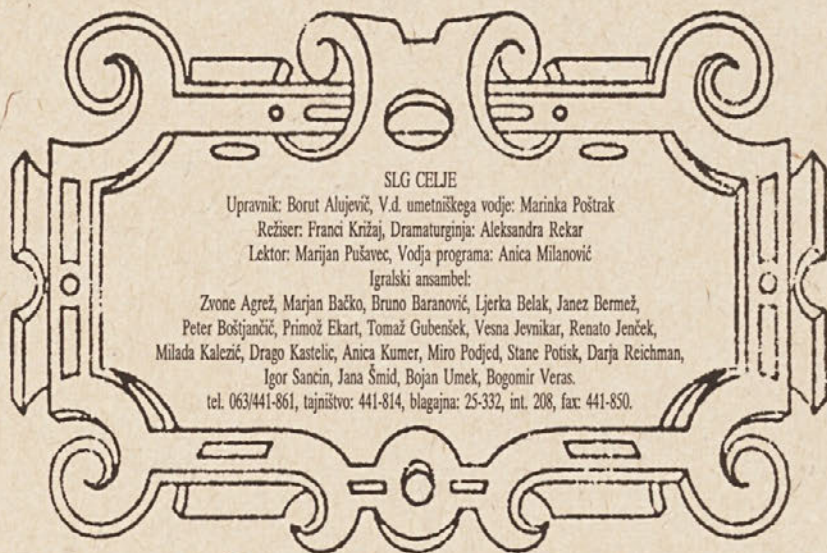 SLG CELJE
Upravnik: Borut Alujevič, V.d. umetniškega vodje: Marinka Poštrak
Režiser: Franci Križaj, Dramaturginja: Aleksandra Rekar
Lektor: Marijan Pušavec, Vodja programa: Anica Milanović
Igralski ansambel:
Zvone Agrež, Marjan Bačko, Bruno Baranović, Ljerka Belak, Janez Bermež,
Peter Boštjančič, Primož Ekart, Tomaž Gubenšek, Vesna Jevnikar, Renato Jenček,
Milada Kalezić, Drago Kastelic, Anica Kumer, Miro Podjed, Stane Potisk, Darja Reichman,
Igor Sancin, Jana Šmid, Bojan Umek, Bogomir Veras.
tel. 063/441-861, tajništvo: 441-814, blagajna: 25-332, int. 208, fax: 441-850.